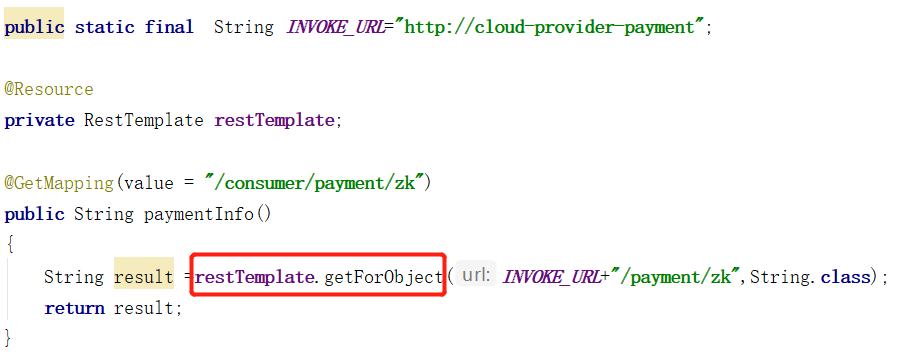 public static final  String INVOKE_URL="http://cloud-provider-payment";
@Resource
private RestTemplate restTemplate;
@GetMapping(value = "/consumer/payment/zk")
public String paymentInfo()
{
    String result =restTemplate.getForObject( url: INVOKE_URL+"/payment/zk",String.class);
    return result;
}